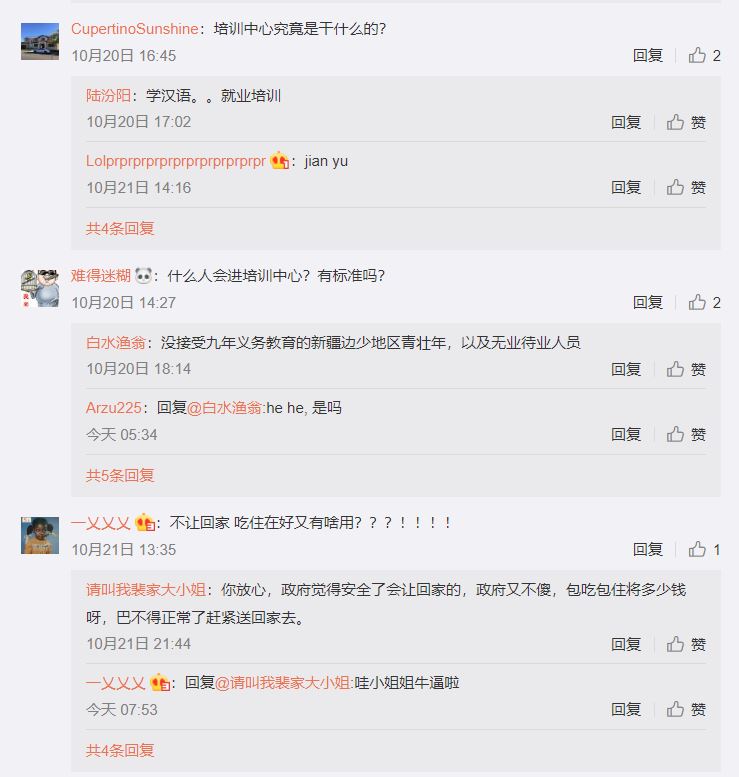 CupertinoSunshine：培训中心究竟是干什么的？
10月20日 16:45
回复
2
陆汾阳：学汉语。。就业培训
10月20日 17:02
回复
赞
Lolprprprprprprprprprprprpr：jian yu
10月21日 14:16
回复
赞
共4条回复
难得迷糊：什么人会进培训中心？有标准吗？
10月20日 14:27
回复
2
白水渔翁：没接受九年义务教育的新疆边少地区青壮年，以及无业待业人员
10月20日 18:14
回复
赞
Arzu225：回复@白水渔翁:he he, 是吗
今天 05:34
回复
赞
共5条回复
一乂乂乂：不让回家 吃住在好又有啥用？？？！！！！！
10月21日 13:35
回复
1
请叫我裴家大小姐：你放心，政府觉得安全了会让回家的，政府又不傻，包吃包住将多少钱
呀，巴不得正常了赶紧送回家去。
10月21日 21:44
回复
赞
一乂乂乂：回复@请叫我裴家大小姐:哇小姐姐牛逼啦
今天 07:53
回复
赞
共4条回复